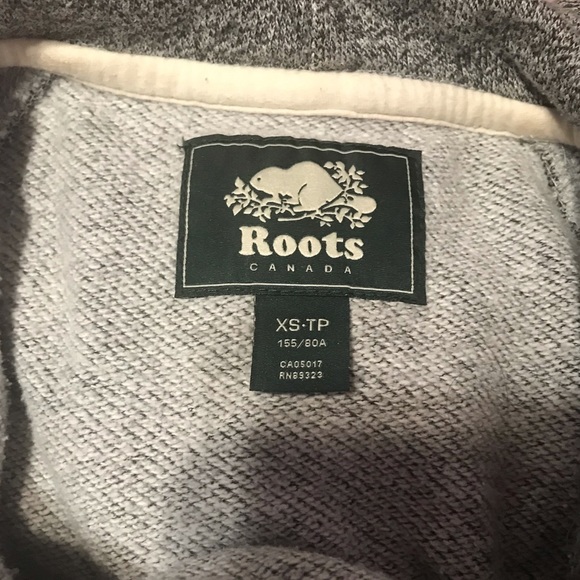 Roots
CANADA
XS·TP
155/80A
CA05017
RN89323